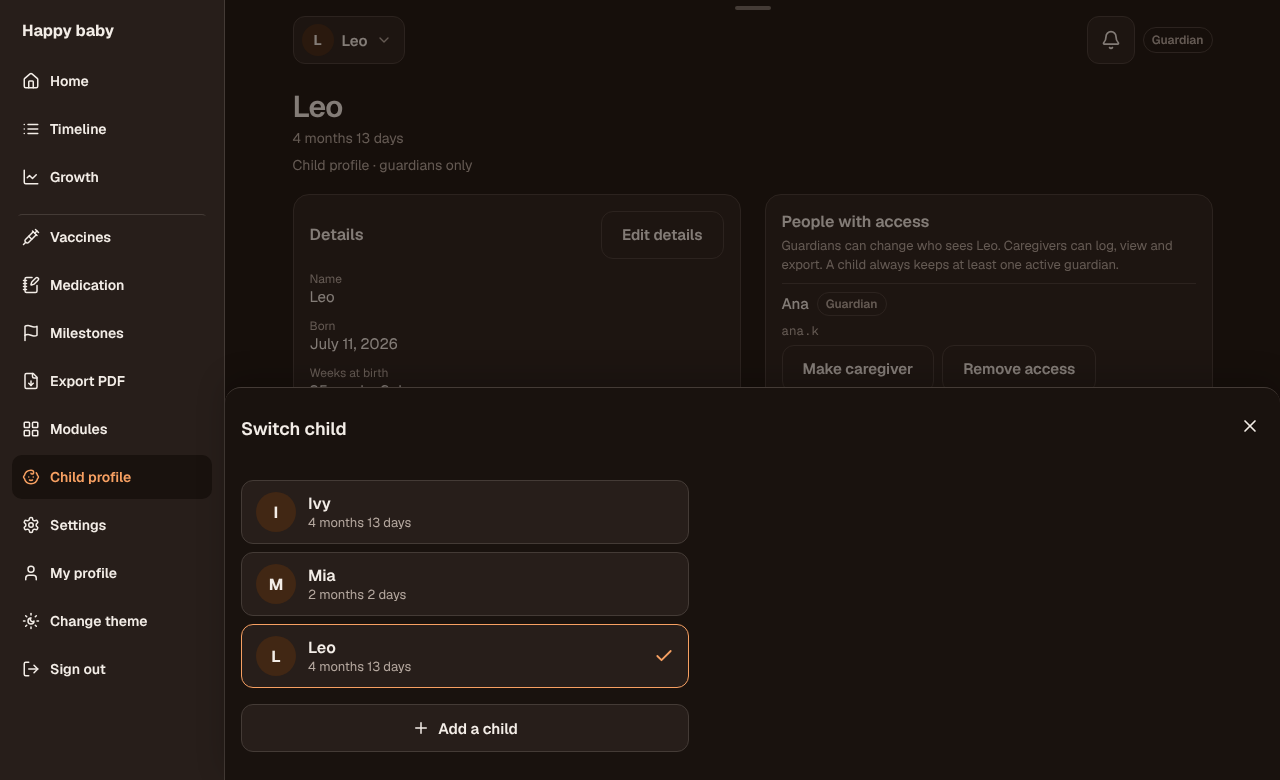 Happy baby
Home
Timeline
Growth
Vaccines
Medication
Milestones
Export PDF
Modules
Child profile
Settings
My profile
Change theme
Sign out
L Leo
Guardian
Leo
4 months 13 days
Child profile · guardians only
Details
Edit details
Name
Leo
Born
July 11, 2026
Weeks at birth
People with access
Guardians can change who sees Leo. Caregivers can log, view and
export. A child always keeps at least one active guardian.
Ana Guardian
ana.k
Make caregiver Remove access
Switch child
I Ivy
4 months 13 days
M Mia
2 months 2 days
L Leo
4 months 13 days
Add a child